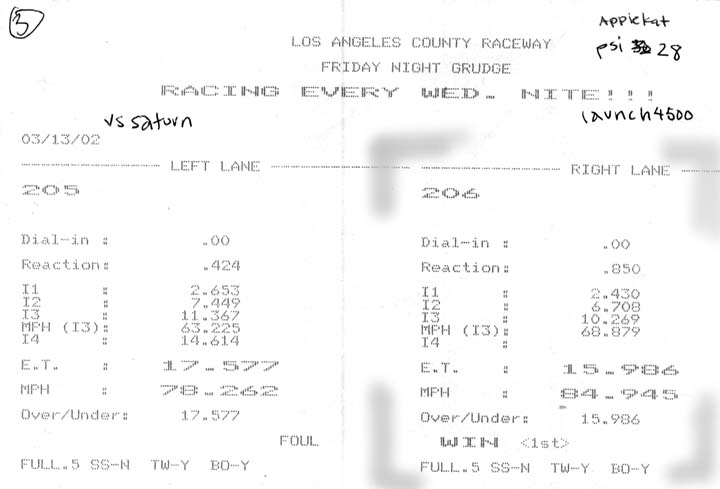 3
Appiekat
LOS ANGELES COUNTY RACEWAY
psi 28
FRIDAY NIGHT GRUDGE
RACING EVERY WED. NITE!!!
vs saturn
launch 4500
03/13/02
LEFT LANE
RIGHT LANE
205
206
Dial-in : .00
Dial-in : .00
Reaction: .424
Reaction: .850
I1 : 2.653
I1 : 2.430
I2 : 7.449
I2 : 6.708
I3 : 11.367
I3 : 10.269
MPH (I3): 63.225
MPH (I3): 68.879
I4 : 14.614
I4 :
E.T. : 17.577
E.T. : 15.986
MPH : 78.262
MPH : 84.945
Over/Under: 17.577
Over/Under: 15.986
FOUL
WIN <1st>
FULL.5 SS-N TW-Y BO-Y
FULL.5 SS-N TW-Y BO-Y